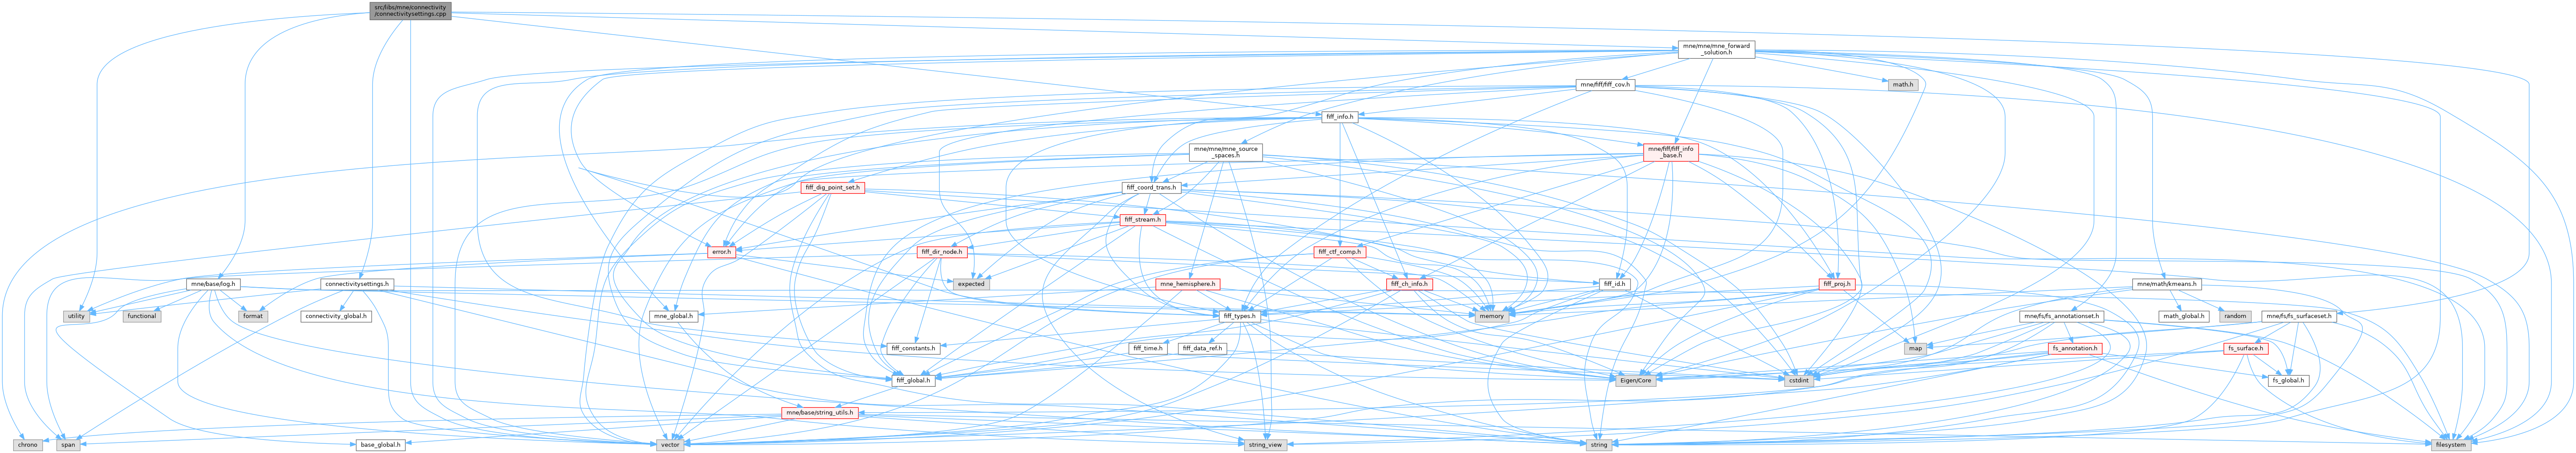 src/libs/mne/connectivity
/connectivitysettings.cpp
mne/mne/mne_forward
_solution.h
mne/fiff/fiff_cov.h
math.h
fiff_info.h
mne/mne/mne_source
_spaces.h
mne/fiff/fiff_info
_base.h
fiff_dig_point_set.h
fiff_coord_trans.h
fiff_stream.h
error.h
fiff_dir_node.h
fiff_ctf_comp.h
mne/base/log.h
connectivitysettings.h
expected
mne_hemisphere.h
fiff_ch_info.h
fiff_id.h
fiff_proj.h
mne/math/kmeans.h
utility
functional
format
connectivity_global.h
mne_global.h
fiff_types.h
memory
mne/fs/fs_annotationset.h
math_global.h
random
mne/fs/fs_surfaceset.h
fiff_constants.h
fiff_time.h
fiff_data_ref.h
map
fs_annotation.h
fs_surface.h
fiff_global.h
Eigen/Core
cstdint
fs_global.h
mne/base/string_utils.h
chrono
span
base_global.h
vector
string_view
string
filesystem